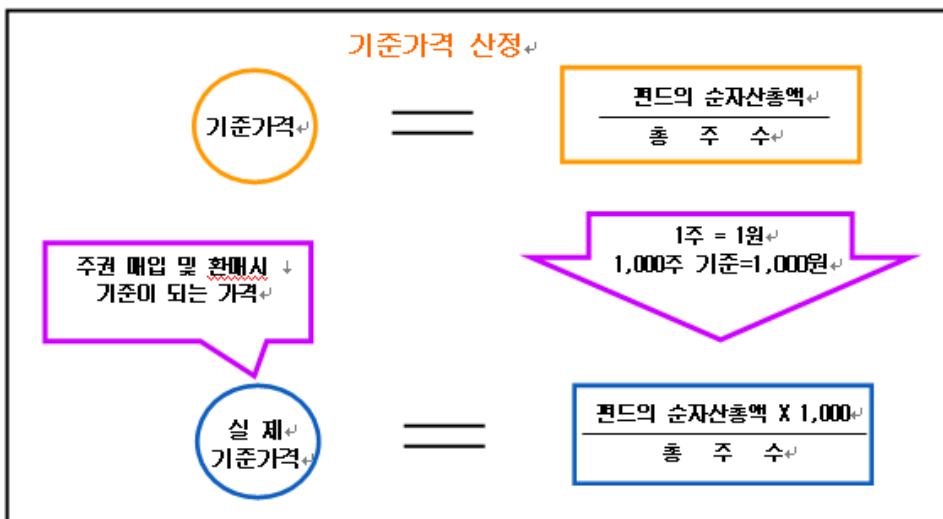 기준가격 산정
기준가격
펀드의 순자산총액
총 주 수
주권 매입 및 환매시
기준이 되는 가격
1주 = 1원
1,000주 기준=1,000원
실 제
기준가격
펀드의 순자산총액 X 1,000
총 주 수